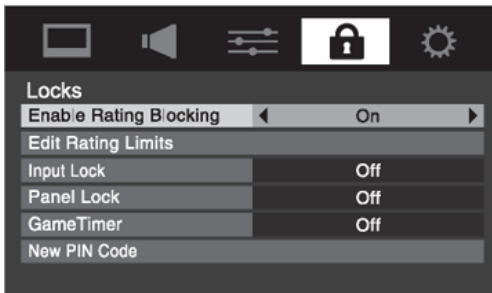 Locks
Enable Rating Blocking On
Edit Rating Limits
Input Lock Off
Panel Lock Off
GameTimer Off
New PIN Code